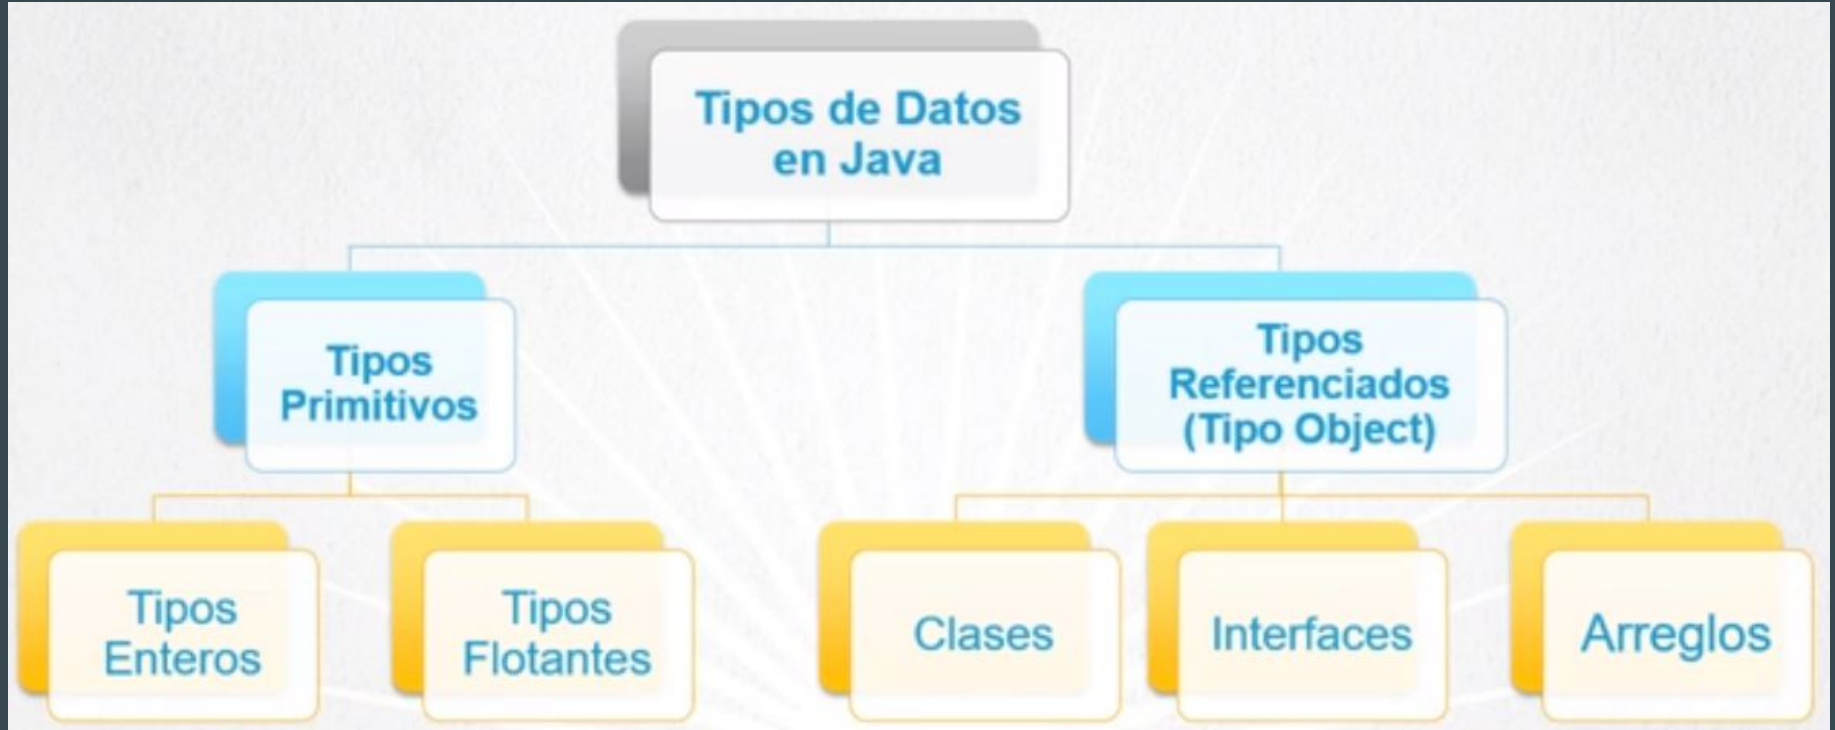 Tipos de Datos
en Java
Tipos
Primitivos
Tipos
Referenciados
(Tipo Object)
Tipos
Enteros
Tipos
Flotantes
Clases
Interfaces
Arreglos